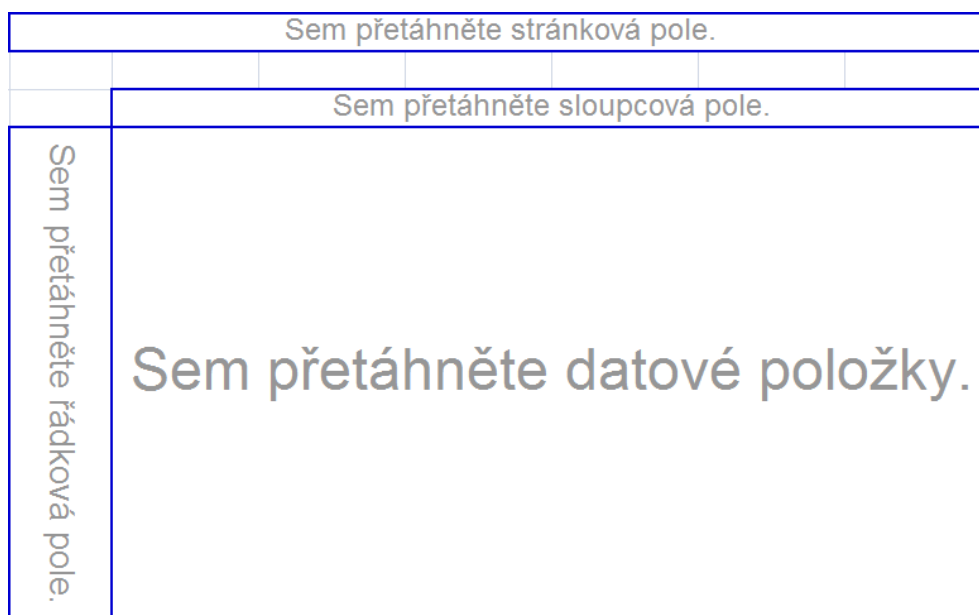 Sem přetáhněte stránková pole.
Sem přetáhněte sloupcová pole.
Sem přetáhněte řádková pole.
Sem přetáhněte datové položky.